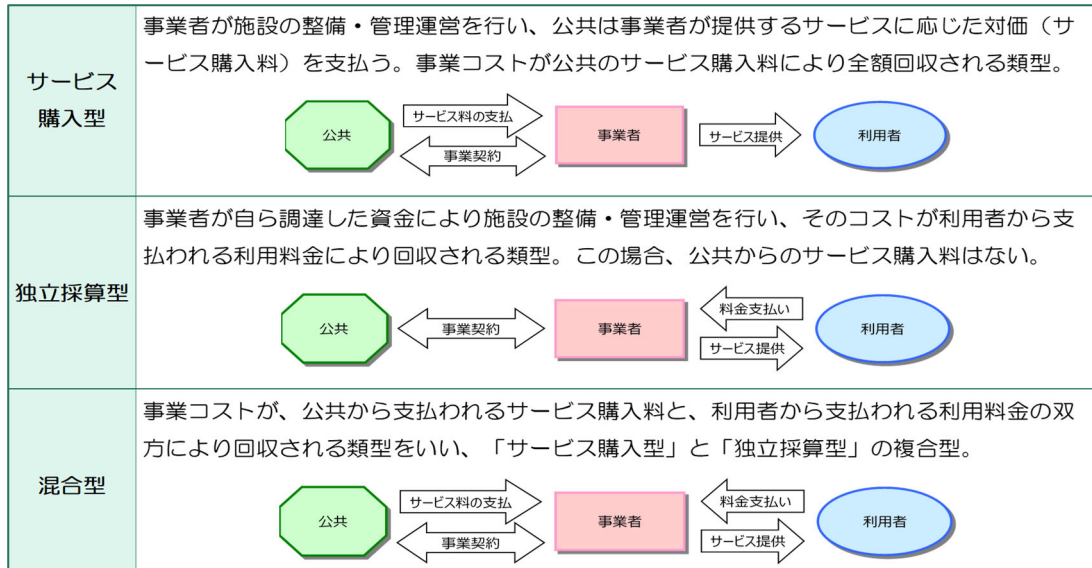 サービス
購入型
事業者が施設の整備・管理運営を行い、公共は事業者が提供するサービスに応じた対価（サ
ービス購入料）を支払う。事業コストが公共のサービス購入料により全額回収される類型。
公共
サービス料の支払
事業契約
事業者
サービス提供
利用者
独立採算型
事業者が自ら調達した資金により施設の整備・管理運営を行い、そのコストが利用者から支
払われる利用料金により回収される類型。この場合、公共からのサービス購入料はない。
公共
事業契約
事業者
料金支払い
サービス提供
利用者
混合型
事業コストが、公共から支払われるサービス購入料と、利用者から支払われる利用料金の双
方により回収される類型をいい、「サービス購入型」と「独立採算型」の複合型。
公共
サービス料の支払
事業契約
事業者
料金支払い
サービス提供
利用者